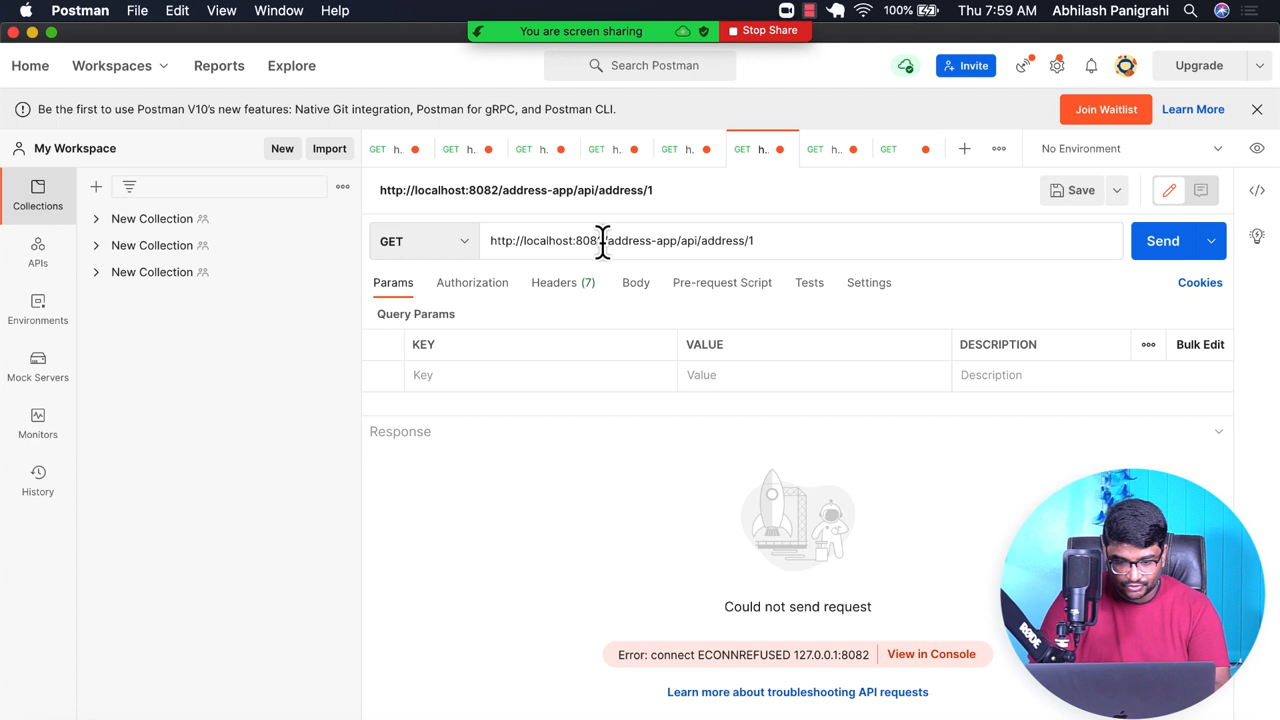 Postman File Edit View Window Help 100% Thu 7:59 AM Abhilash Panigrahi
You are screen sharing Stop Share
Home Workspaces Reports Explore Search Postman Invite Upgrade
Be the first to use Postman V10's new features: Native Git integration, Postman for gRPC, and Postman CLI. Join Waitlist Learn More
My Workspace New Import GET h. GET h. GET h. GET h. GET h. GET h. GET h.. GET No Environment
Collections
APIs
Environments
Mock Servers
Monitors
History
New Collection
New Collection
New Collection
http://localhost:8082/address-app/api/address/1 Save
GET http://localhost:8082/address-app/api/address/1 Send
Params Authorization Headers (7) Body Pre-request Script Tests Settings Cookies
Query Params
KEY VALUE DESCRIPTION Bulk Edit
Key Value Description
Response
Could not send request
Error: connect ECONNREFUSED 127.0.0.1:8082 View in Console
Learn more about troubleshooting API requests
RØDE